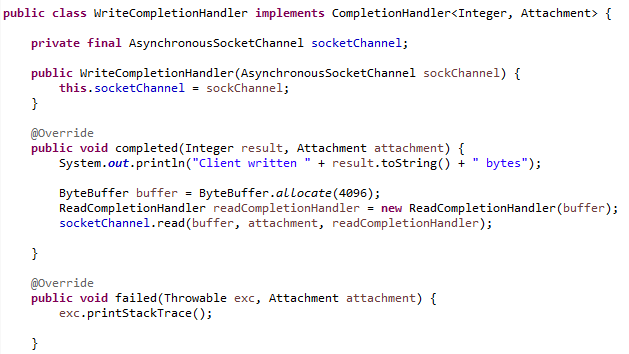 public class WriteCompletionHandler implements CompletionHandler<Integer, Attachment> {
private final AsynchronousSocketChannel socketChannel;
public WriteCompletionHandler(AsynchronousSocketChannel sockChannel) {
this.socketChannel = sockChannel;
}
@Override
public void completed(Integer result, Attachment attachment) {
System.out.println("Client written " + result.toString() + " bytes");
ByteBuffer buffer = ByteBuffer.allocate(4096);
ReadCompletionHandler readCompletionHandler = new ReadCompletionHandler(buffer);
socketChannel.read(buffer, attachment, readCompletionHandler);
}
@Override
public void failed(Throwable exc, Attachment attachment) {
exc.printStackTrace();
}